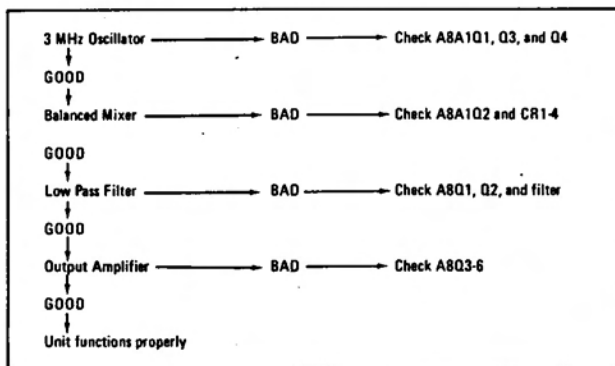 3 MHz Oscillator BAD Check A8A1Q1, Q3, and Q4
GOOD
Balanced Mixer BAD Check A8A1Q2 and CR1-4
GOOD
Low Pass Filter BAD Check A8Q1, Q2, and filter
GOOD
Output Amplifier BAD Check A8Q3-6
GOOD
Unit functions properly